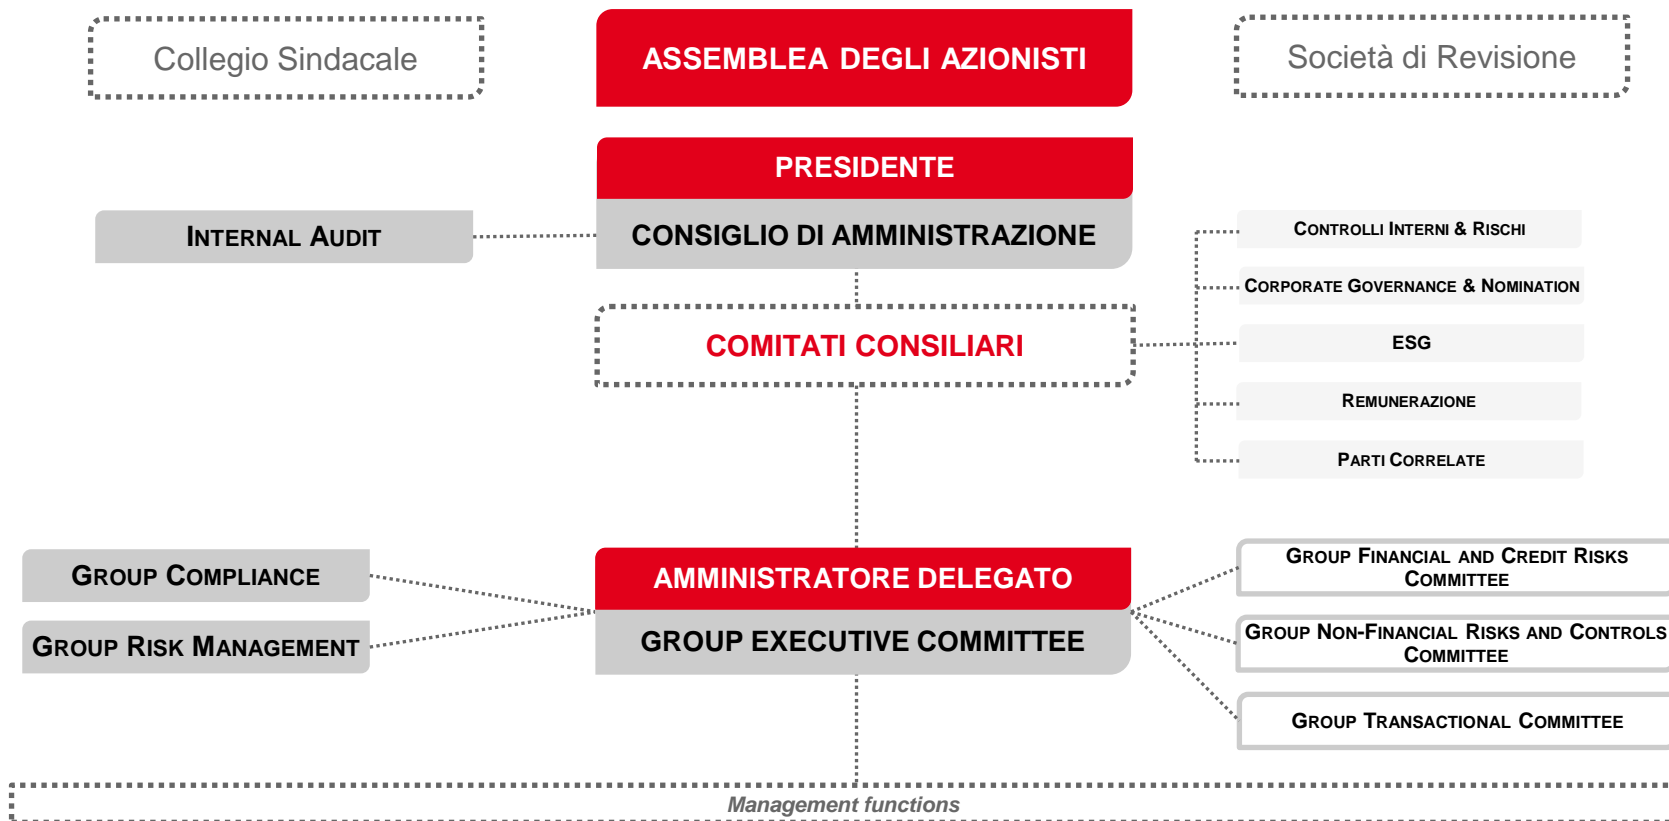 Collegio Sindacale
ASSEMBLEA DEGLI AZIONISTI
Società di Revisione
PRESIDENTE
CONSIGLIO DI AMMINISTRAZIONE
INTERNAL AUDIT
COMITATI CONSILIARI
CONTROLLI INTERNI & RISCHI
CORPORATE GOVERNANCE & NOMINATION
ESG
REMUNERAZIONE
PARTI CORRELATE
GROUP COMPLIANCE
GROUP RISK MANAGEMENT
AMMINISTRATORE DELEGATO
GROUP EXECUTIVE COMMITTEE
GROUP FINANCIAL AND CREDIT RISKS
COMMITTEE
GROUP NON-FINANCIAL RISKS AND CONTROLS
COMMITTEE
GROUP TRANSACTIONAL COMMITTEE
Management functions